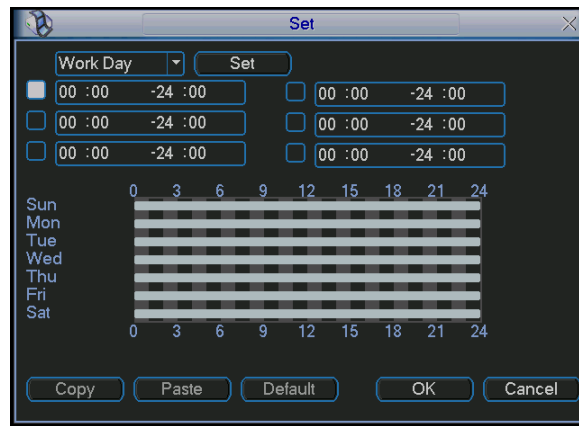 Set
Work Day Set
00 :00 -24 :00 00 :00 -24 :00
00 :00 -24 :00 00 :00 -24 :00
00 :00 -24 :00 00 :00 -24 :00
0 3 6 9 12 15 18 21 24
Sun
Mon
Tue
Wed
Thu
Fri
Sat
0 3 6 9 12 15 18 21 24
Copy Paste Default OK Cancel